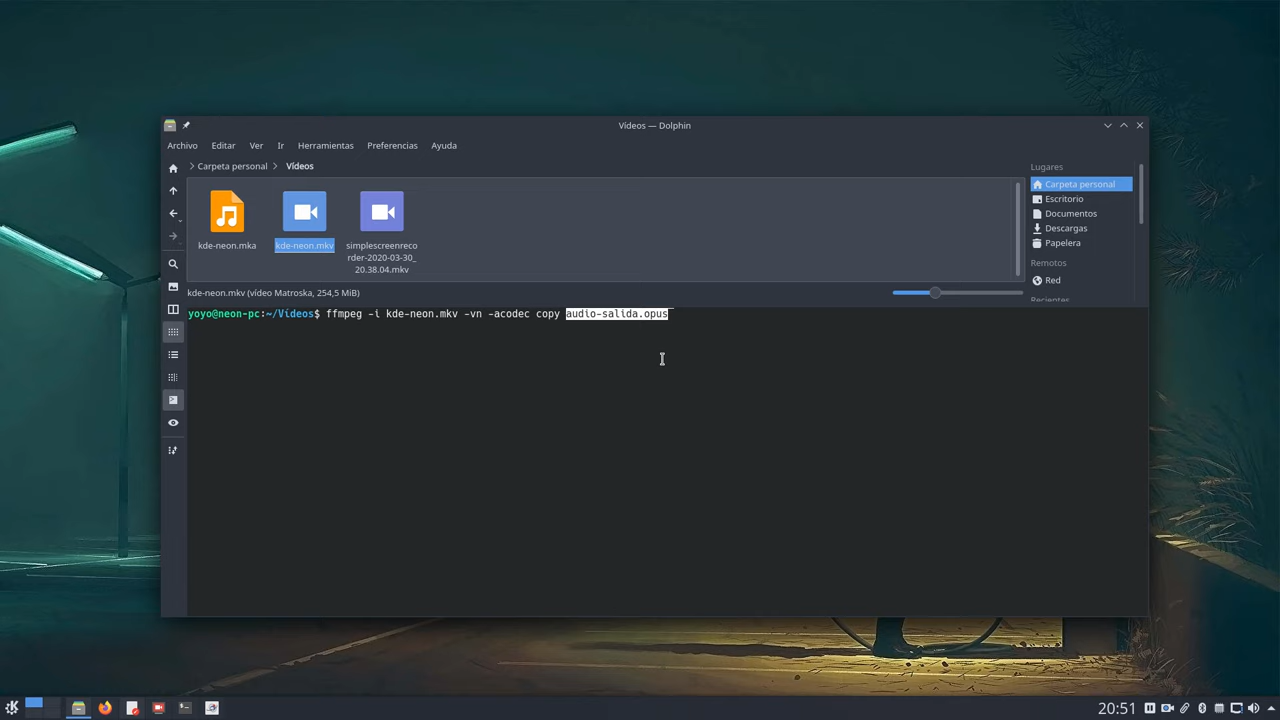 Vídeos — Dolphin
Archivo Editar Ver Ir Herramientas Preferencias Ayuda
Carpeta personal > Vídeos
kde-neon.mka
kde-neon.mkv
simplescreenreco
rder-2020-03-30_
20.38.04.mkv
kde-neon.mkv (vídeo Matroska, 254,5 MiB)
Lugares
Carpeta personal
Escritorio
Documentos
Descargas
Papelera
Remotos
Red
Recientes
yoyo@neon-pc:~/Vídeos$ ffmpeg -i kde-neon.mkv -vn -acodec copy audio-salida.opus
20:51